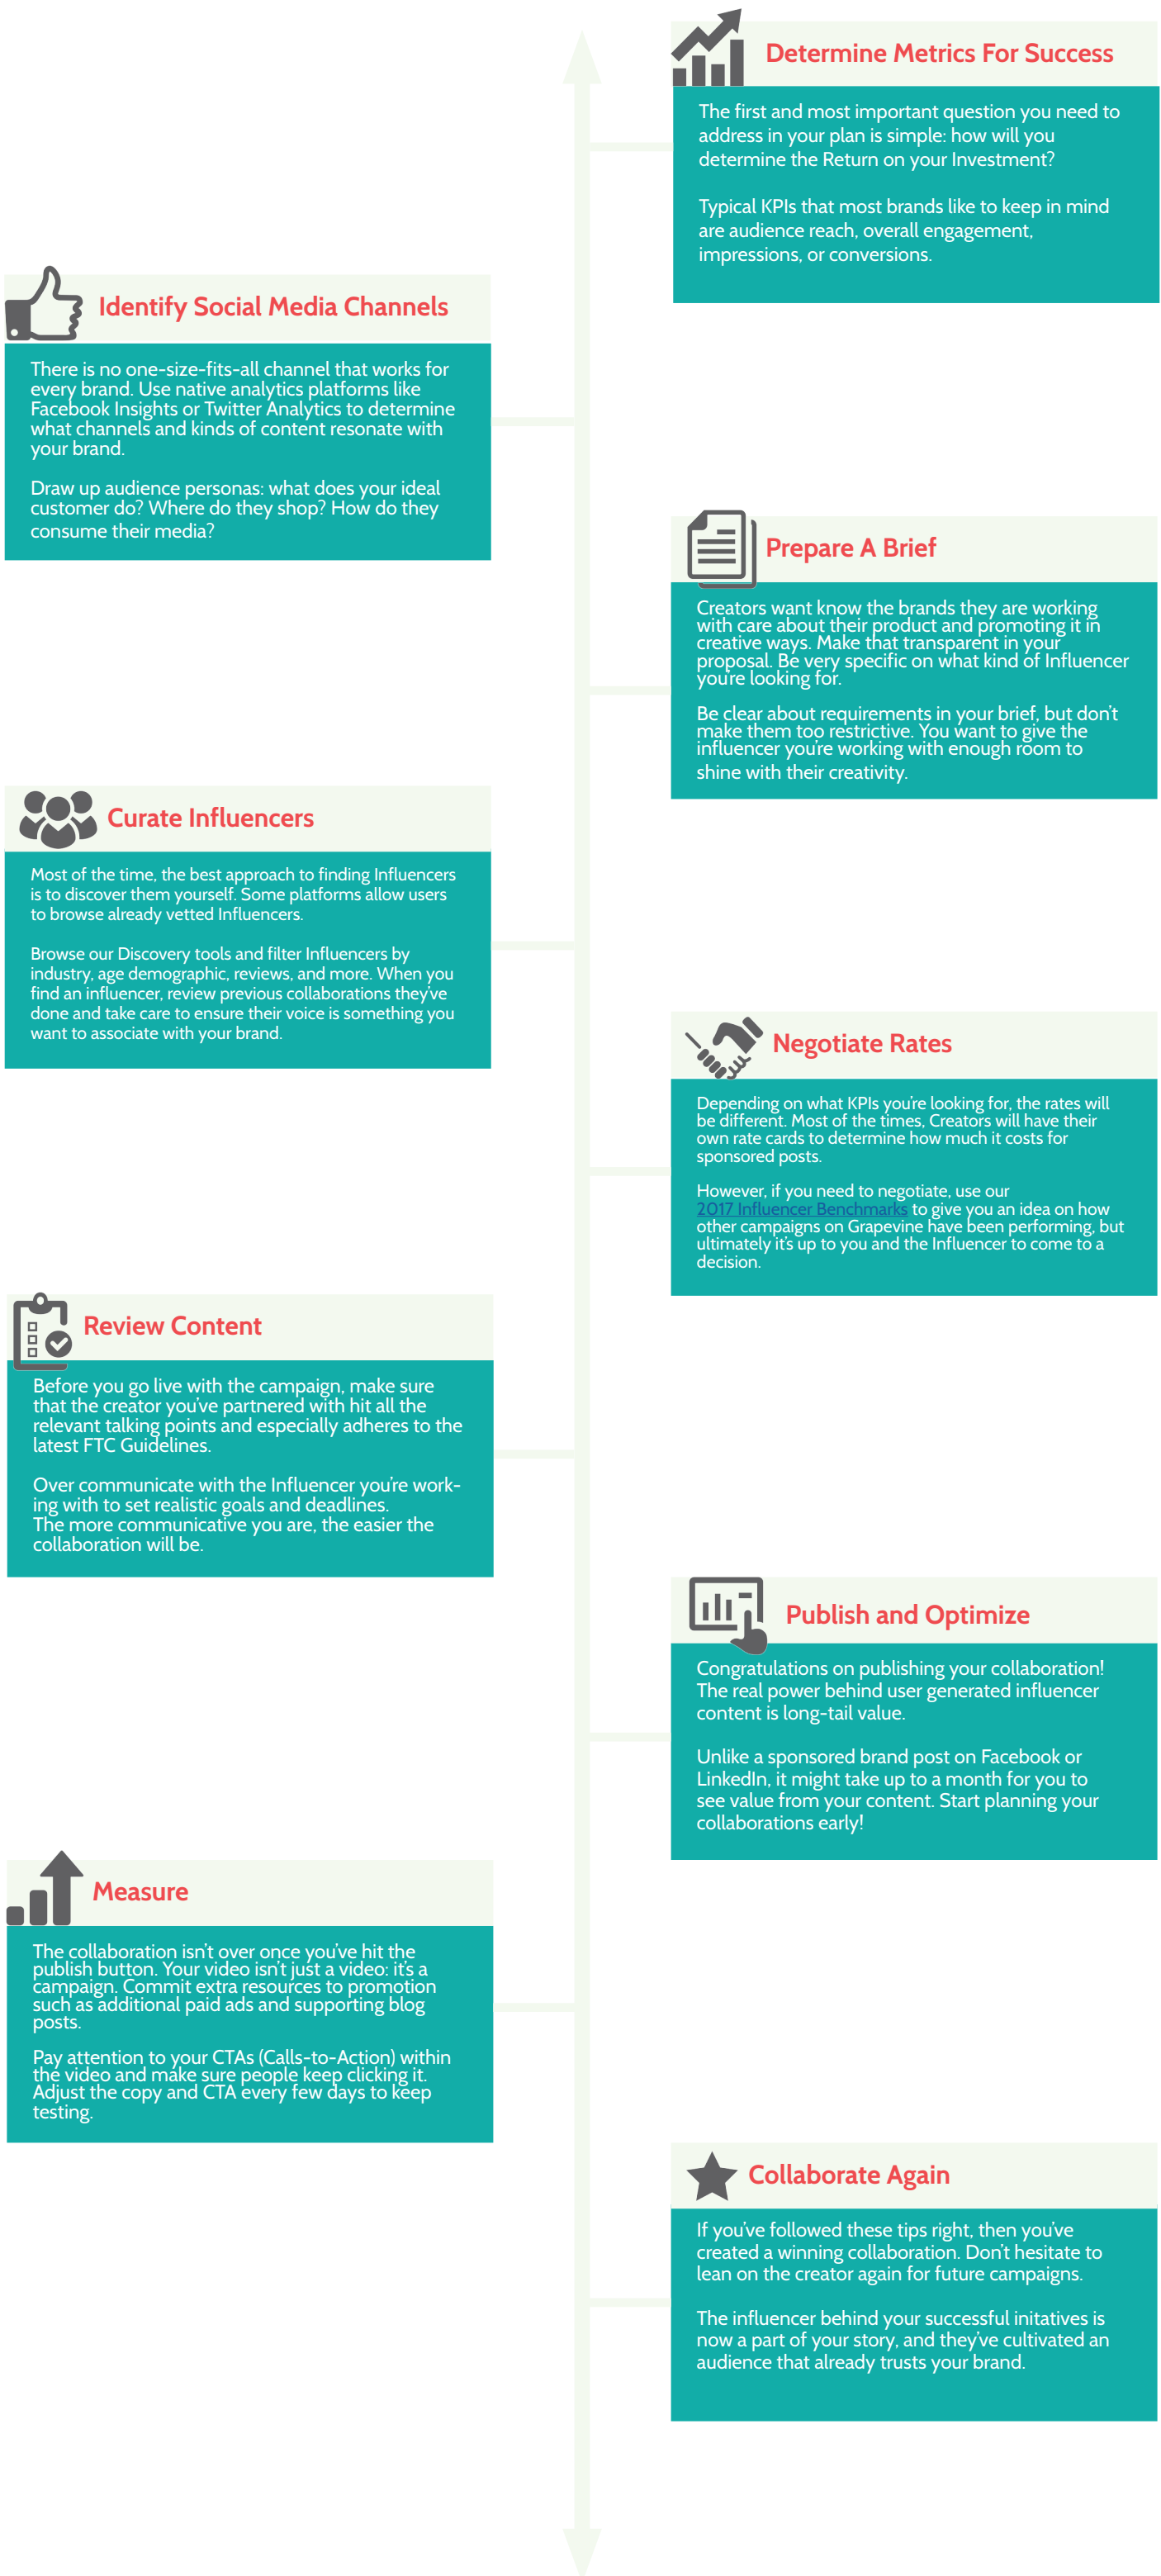 Determine Metrics For Success
The first and most important question you need to
address in your plan is simple: how will you
determine the Return on your Investment?
Typical KPIs that most brands like to keep in mind
are audience reach, overall engagement,
impressions, or conversions.
Identify Social Media Channels
There is no one-size-fits-all channel that works for
every brand. Use native analytics platforms like
Facebook Insights or Twitter Analytics to determine
what channels and kinds of content resonate with
your brand.
Draw up audience personas: what does your ideal
customer do? Where do they shop? How do they
consume their media?
Prepare A Brief
Creators want know the brands they are working
with care about their product and promoting it in
creative ways. Make that transparent in your
proposal. Be very specific on what kind of Influencer
you're looking for.
Be clear about requirements in your brief, but don't
make them too restrictive. You want to give the
influencer you're working with enough room to
shine with their creativity.
Curate Influencers
Most of the time, the best approach to finding Influencers
is to discover them yourself. Some platforms allow users
to browse already vetted Influencers.
Browse our Discovery tools and filter Influencers by
industry, age demographic, reviews, and more. When you
find an influencer, review previous collaborations they've
done and take care to ensure their voice is something you
want to associate with your brand.
Negotiate Rates
Depending on what KPIs you're looking for, the rates will
be different. Most of the times, Creators will have their
own rate cards to determine how much it costs for
sponsored posts.
However, if you need to negotiate, use our
2017 Influencer Benchmarks to give you an idea on how
other campaigns on Grapevine have been performing, but
ultimately it's up to you and the Influencer to come to a
decision.
Review Content
Before you go live with the campaign, make sure
that the creator you've partnered with hit all the
relevant talking points and especially adheres to the
latest FTC Guidelines.
Over communicate with the Influencer you're work-
ing with to set realistic goals and deadlines.
The more communicative you are, the easier the
collaboration will be.
Publish and Optimize
Congratulations on publishing your collaboration!
The real power behind user generated influencer
content is long-tail value.
Unlike a sponsored brand post on Facebook or
LinkedIn, it might take up to a month for you to
see value from your content. Start planning your
collaborations early!
Measure
The collaboration isn't over once you've hit the
publish button. Your video isn't just a video: it's a
campaign. Commit extra resources to promotion
such as additional paid ads and supporting blog
posts.
Pay attention to your CTAs (Calls-to-Action) within
the video and make sure people keep clicking it.
Adjust the copy and CTA every few days to keep
testing.
Collaborate Again
If you've followed these tips right, then you've
created a winning collaboration. Don't hesitate to
lean on the creator again for future campaigns.
The influencer behind your successful initatives is
now a part of your story, and they've cultivated an
audience that already trusts your brand.